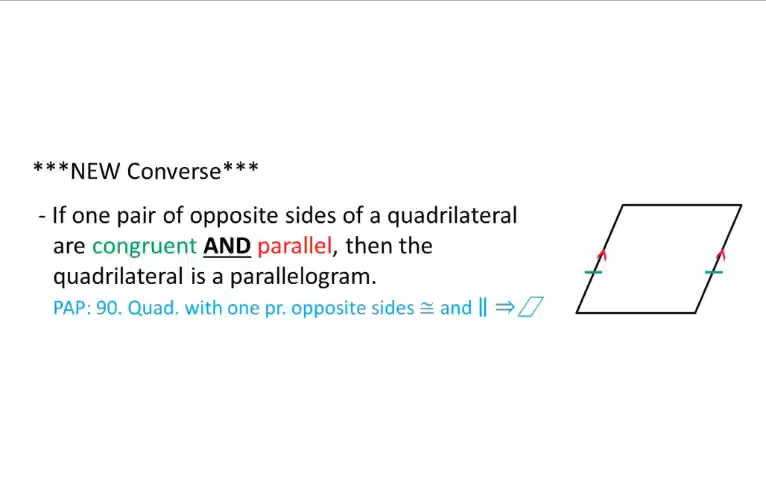 ***NEW Converse***
- If one pair of opposite sides of a quadrilateral
are congruent AND parallel, then the
quadrilateral is a parallelogram.
PAP: 90. Quad. with one pr. opposite sides ≅ and ∥ ⇒ ▱